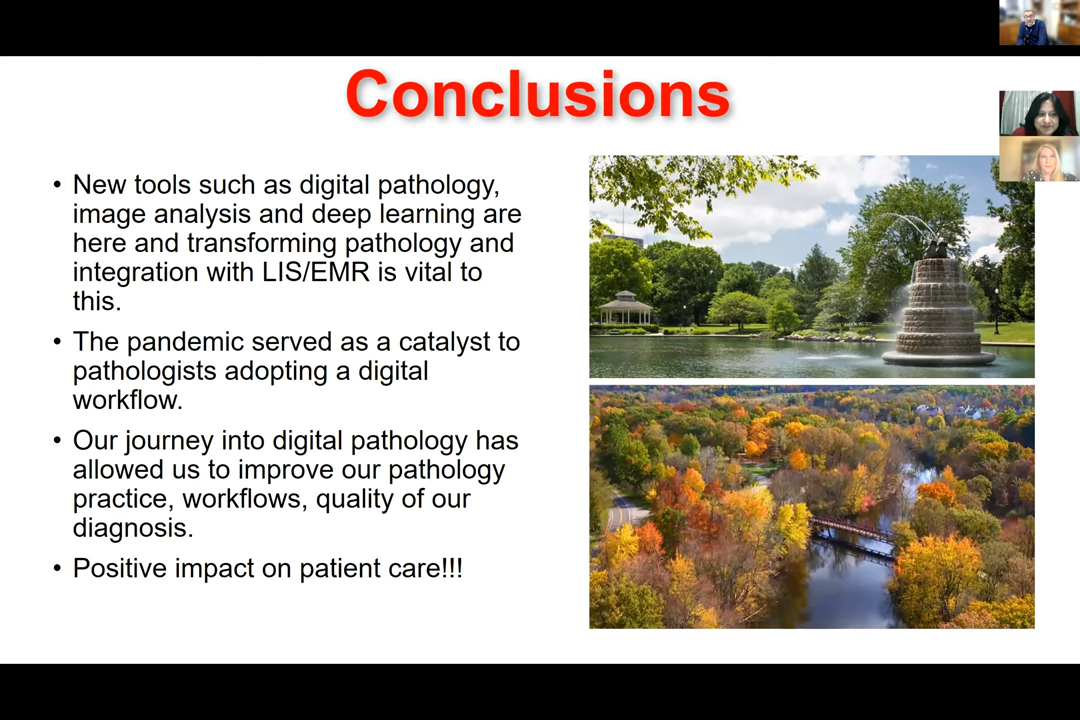 Conclusions
• New tools such as digital pathology,
image analysis and deep learning are
here and transforming pathology and
integration with LIS/EMR is vital to
this.
• The pandemic served as a catalyst to
pathologists adopting a digital
workflow.
• Our journey into digital pathology has
allowed us to improve our pathology
practice, workflows, quality of our
diagnosis.
• Positive impact on patient care!!!